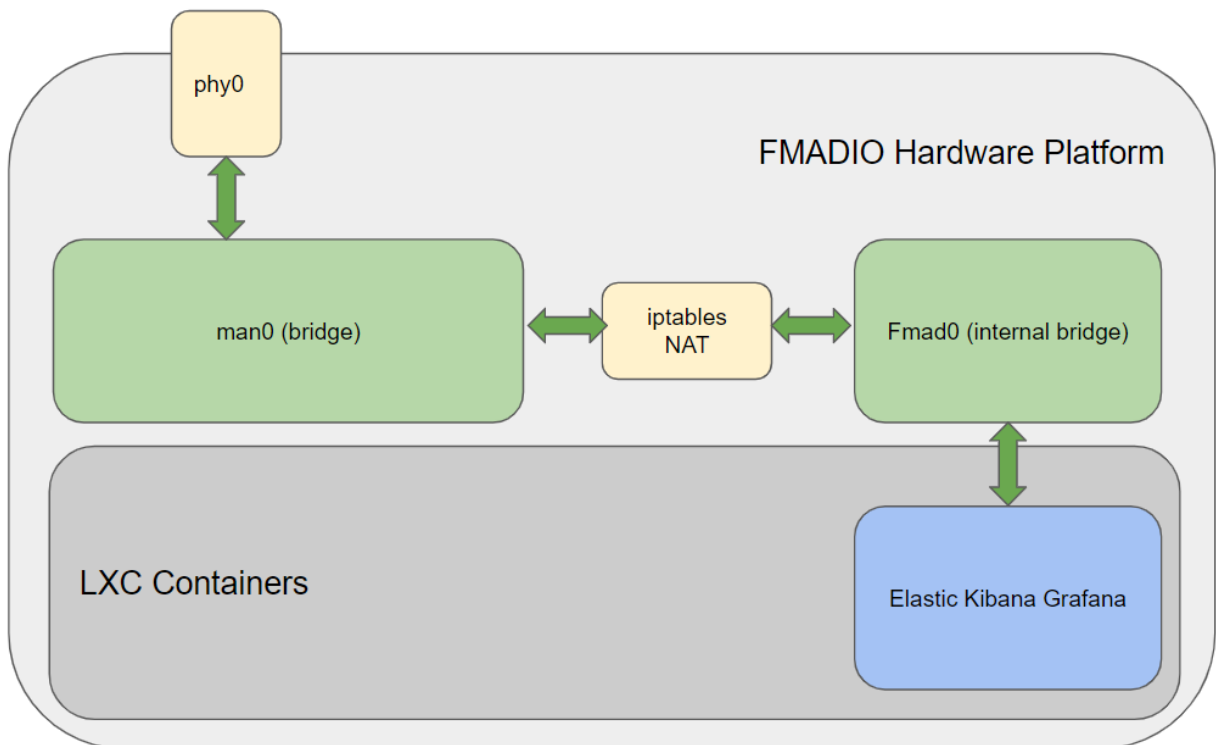 phy0
FMADIO Hardware Platform
man0 (bridge)
iptables
NAT
Fmad0 (internal bridge)
LXC Containers
Elastic Kibana Grafana